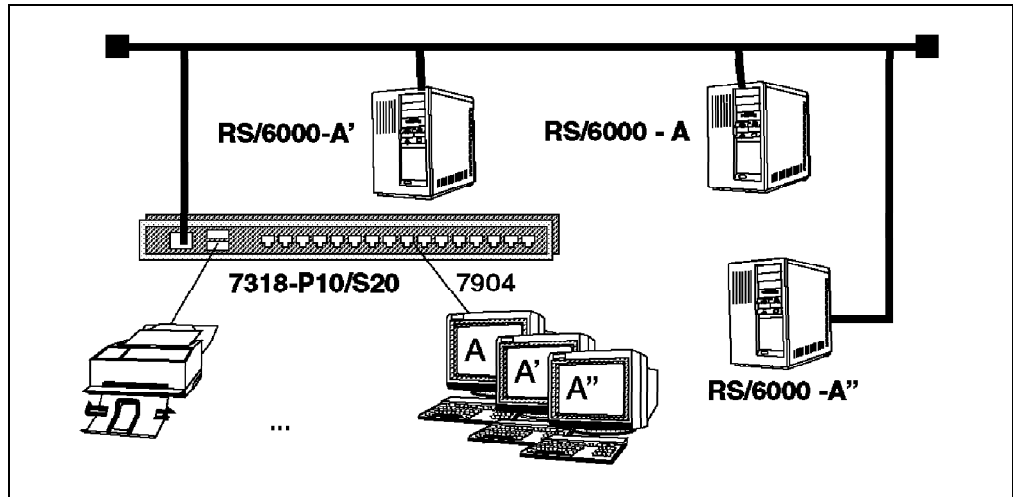 RS/6000-A'
RS/6000 - A
7318-P10/S20
7904
A
A'
A"
RS/6000 -A"
...